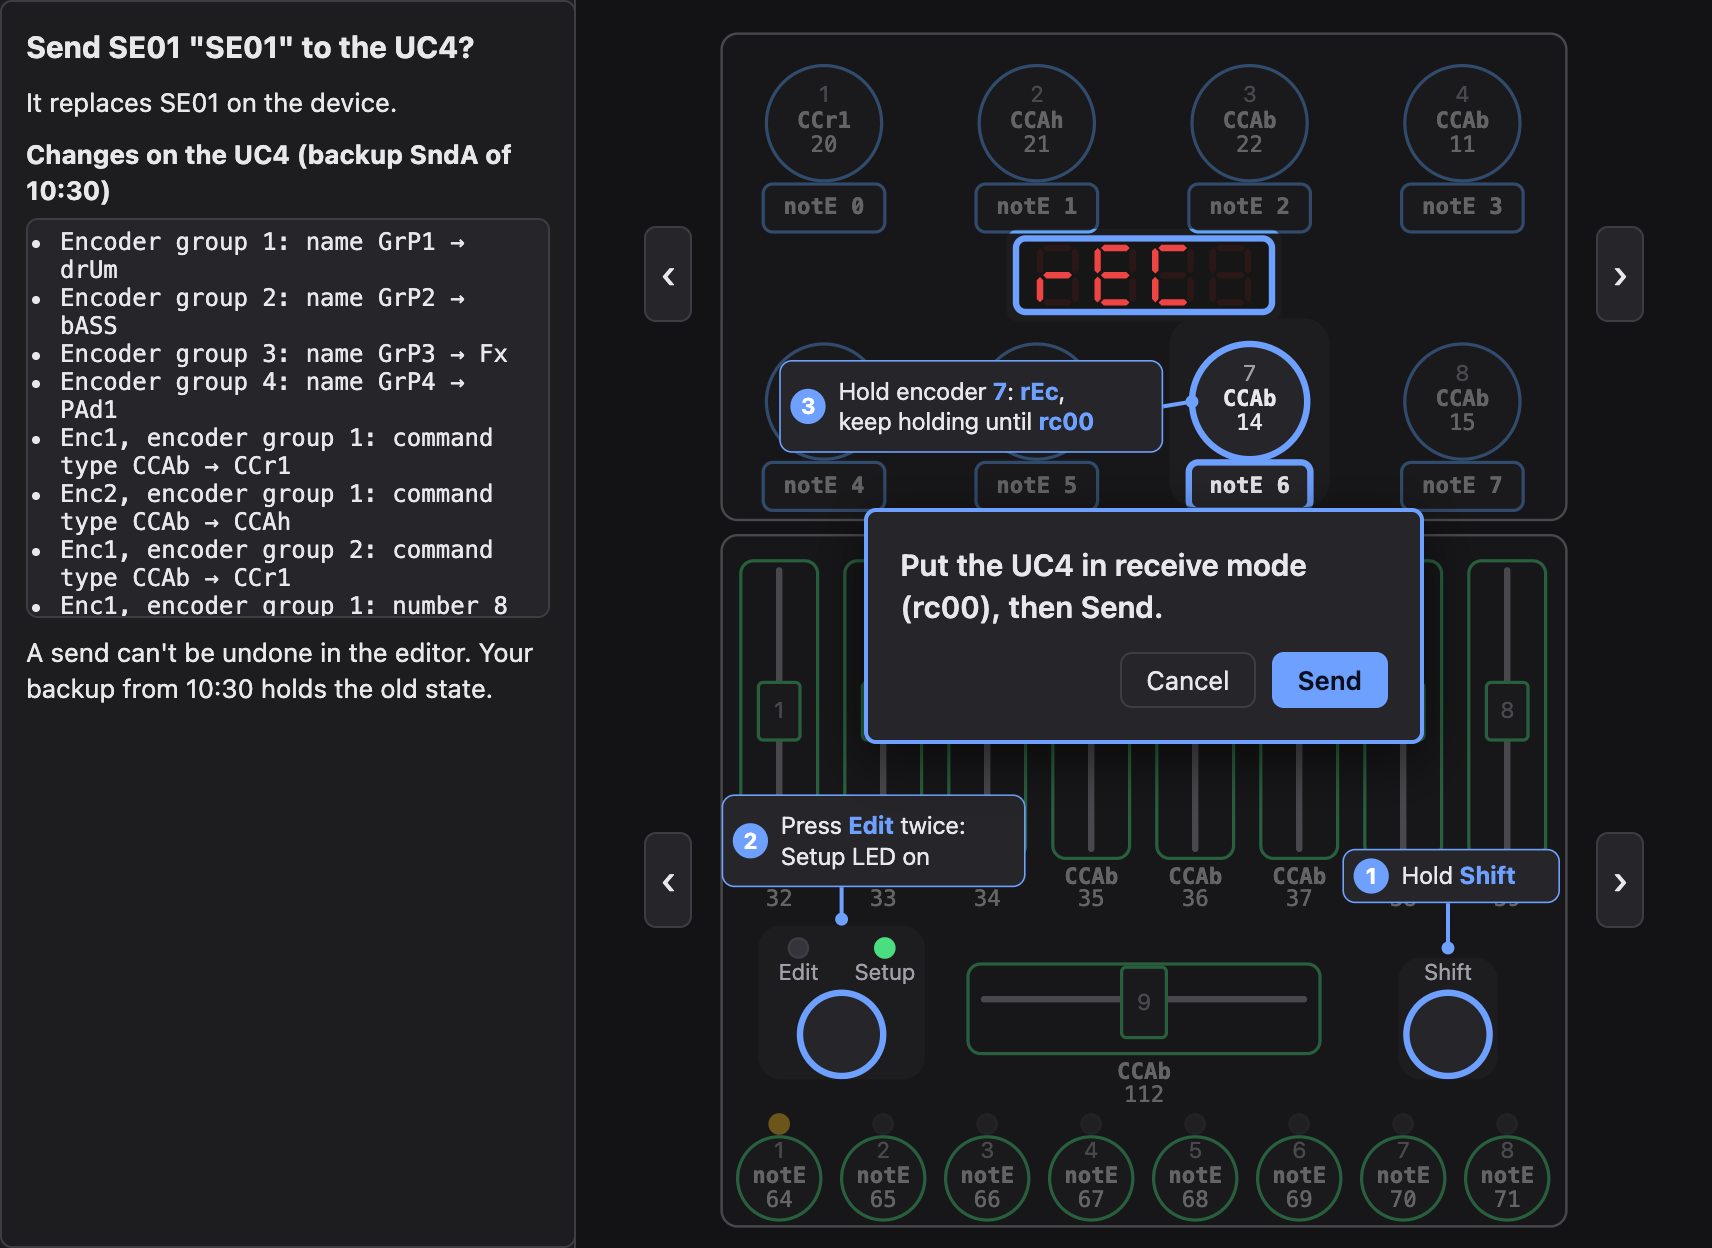 Send SE01 "SE01" to the UC4?
It replaces SE01 on the device.
Changes on the UC4 (backup SndA of
10:30)
• Encoder group 1: name GrP1 →
drUm
• Encoder group 2: name GrP2 →
bASS
• Encoder group 3: name GrP3 → Fx
• Encoder group 4: name GrP4 →
PAd1
• Enc1, encoder group 1: command
type CCAb → CCr1
• Enc2, encoder group 1: command
type CCAb → CCAh
• Enc1, encoder group 2: command
type CCAb → CCr1
• Enc1, encoder group 1: number 8
A send can't be undone in the editor. Your
backup from 10:30 holds the old state.
1
CCr1
20
2
CCAh
21
3
CCAb
22
4
CCAb
11
notE 0
notE 1
notE 2
notE 3
‹
rEC
›
3
Hold encoder 7: rEc,
keep holding until rc00
7
CCAb
14
8
CCAb
15
notE 4
notE 5
notE 6
notE 7
Put the UC4 in receive mode
(rc00), then Send.
Cancel
Send
1
8
2
Press Edit twice:
Setup LED on
1
Hold Shift
32
33
34
CCAb
35
CCAb
36
CCAb
37
‹
›
Edit
Setup
Shift
9
CCAb
112
1
notE
64
2
notE
65
3
notE
66
4
notE
67
5
notE
68
6
notE
69
7
notE
70
8
notE
71